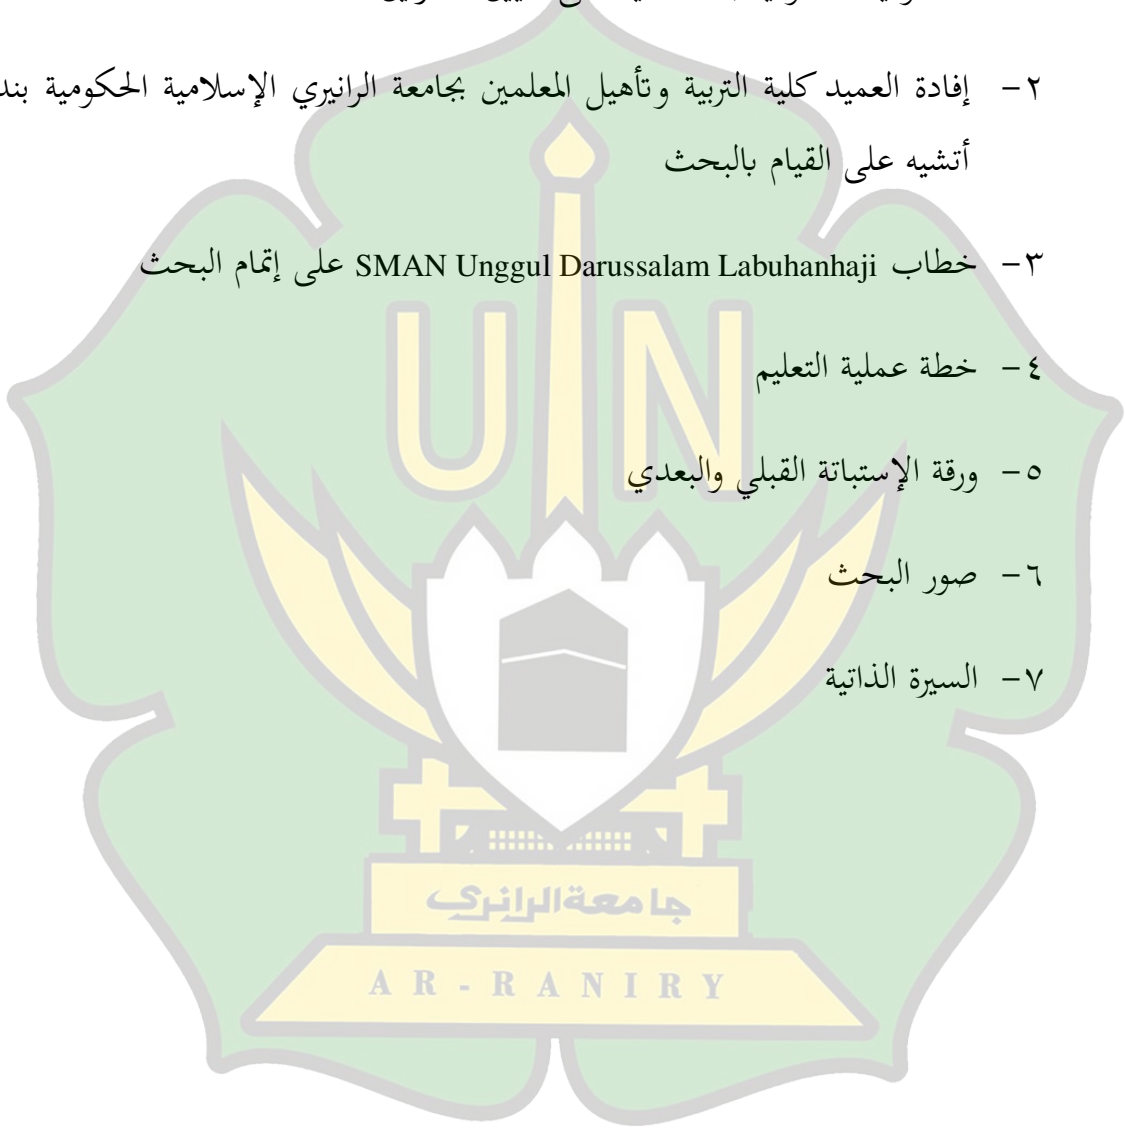 ٢- إفادة العميد كلية التربية وتأهيل المعلمين بجامعة الرانيري الإسلامية الحكومية
أتشيه على القيام بالبحث
٣- خطاب SMAN Unggul Darussalam Labuhanhaji على إتمام البحث
٤- خطة عملية التعليم
٥- ورقة الإستباتة القبلي والبعدي
٦- صور البحث
٧- السيرة الذاتية
UIN
جامعة الرانري
AR-RANIRY